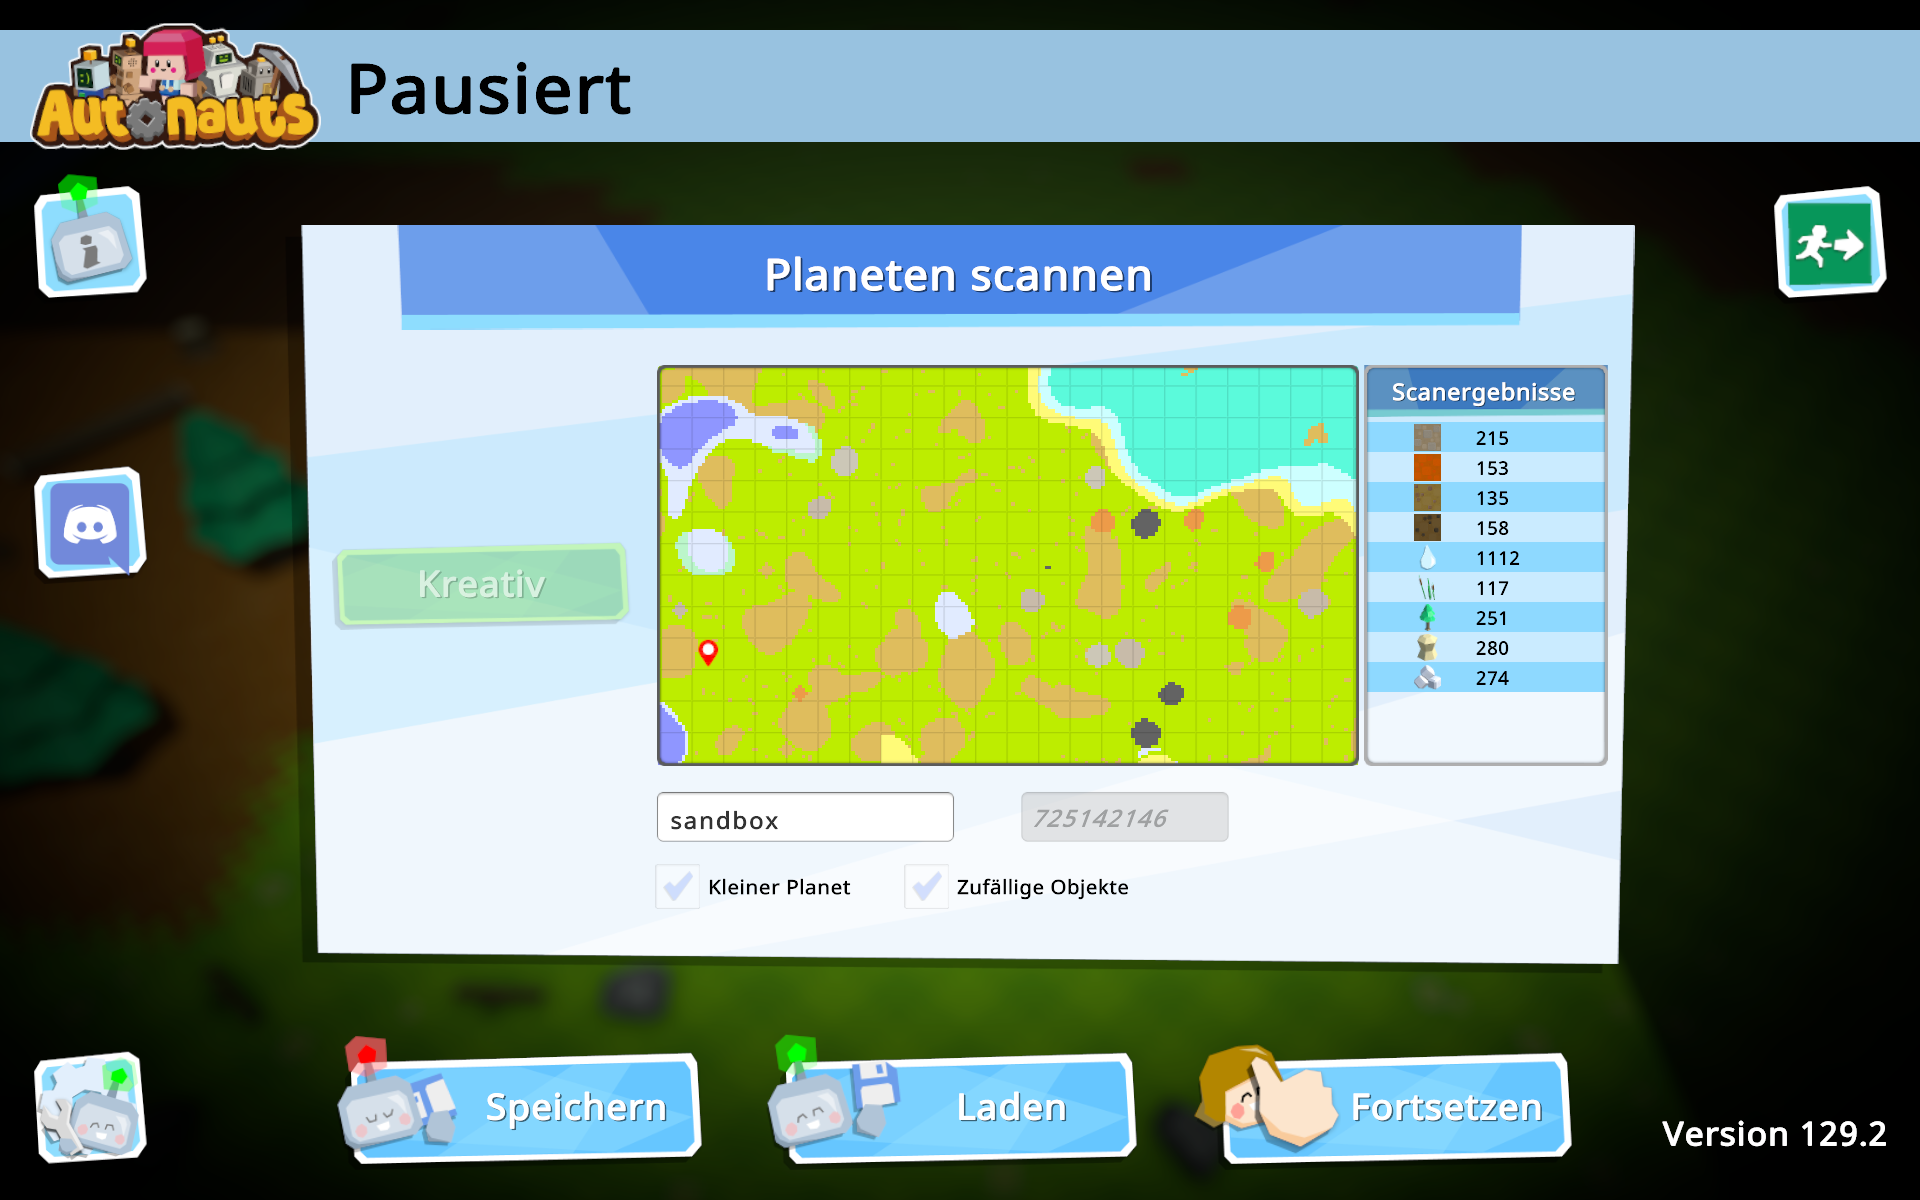 Autonauts
Pausiert
Planeten scannen
Scanergebnisse
215
153
135
158
1112
117
251
280
274
Kreativ
sandbox
725142146
Kleiner Planet
Zufällige Objekte
Speichern
Laden
Fortsetzen
Version 129.2